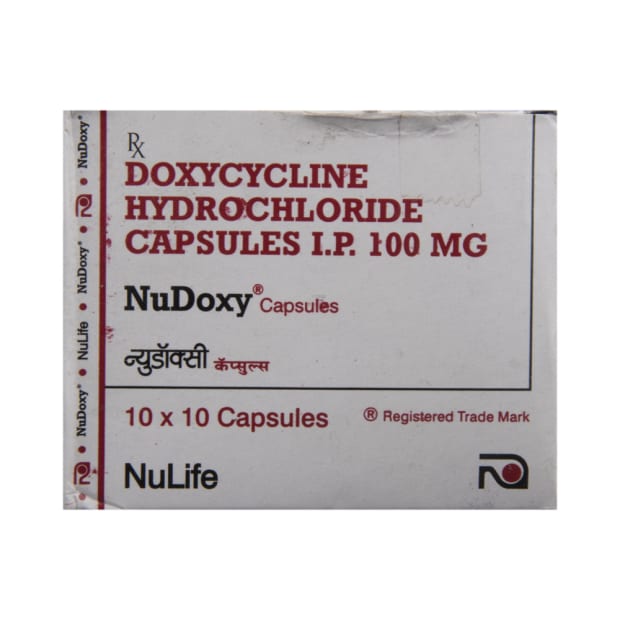 Rx
DOXYCYCLINE
HYDROCHLORIDE
CAPSULES I.P. 100 MG
NuDoxy® Capsules
न्युडॉक्सी कॅप्सुल्स
10 x 10 Capsules ® Registered Trade Mark
NuLife
NuDoxy* • NuLife • NuDoxy* • NuDoxy*